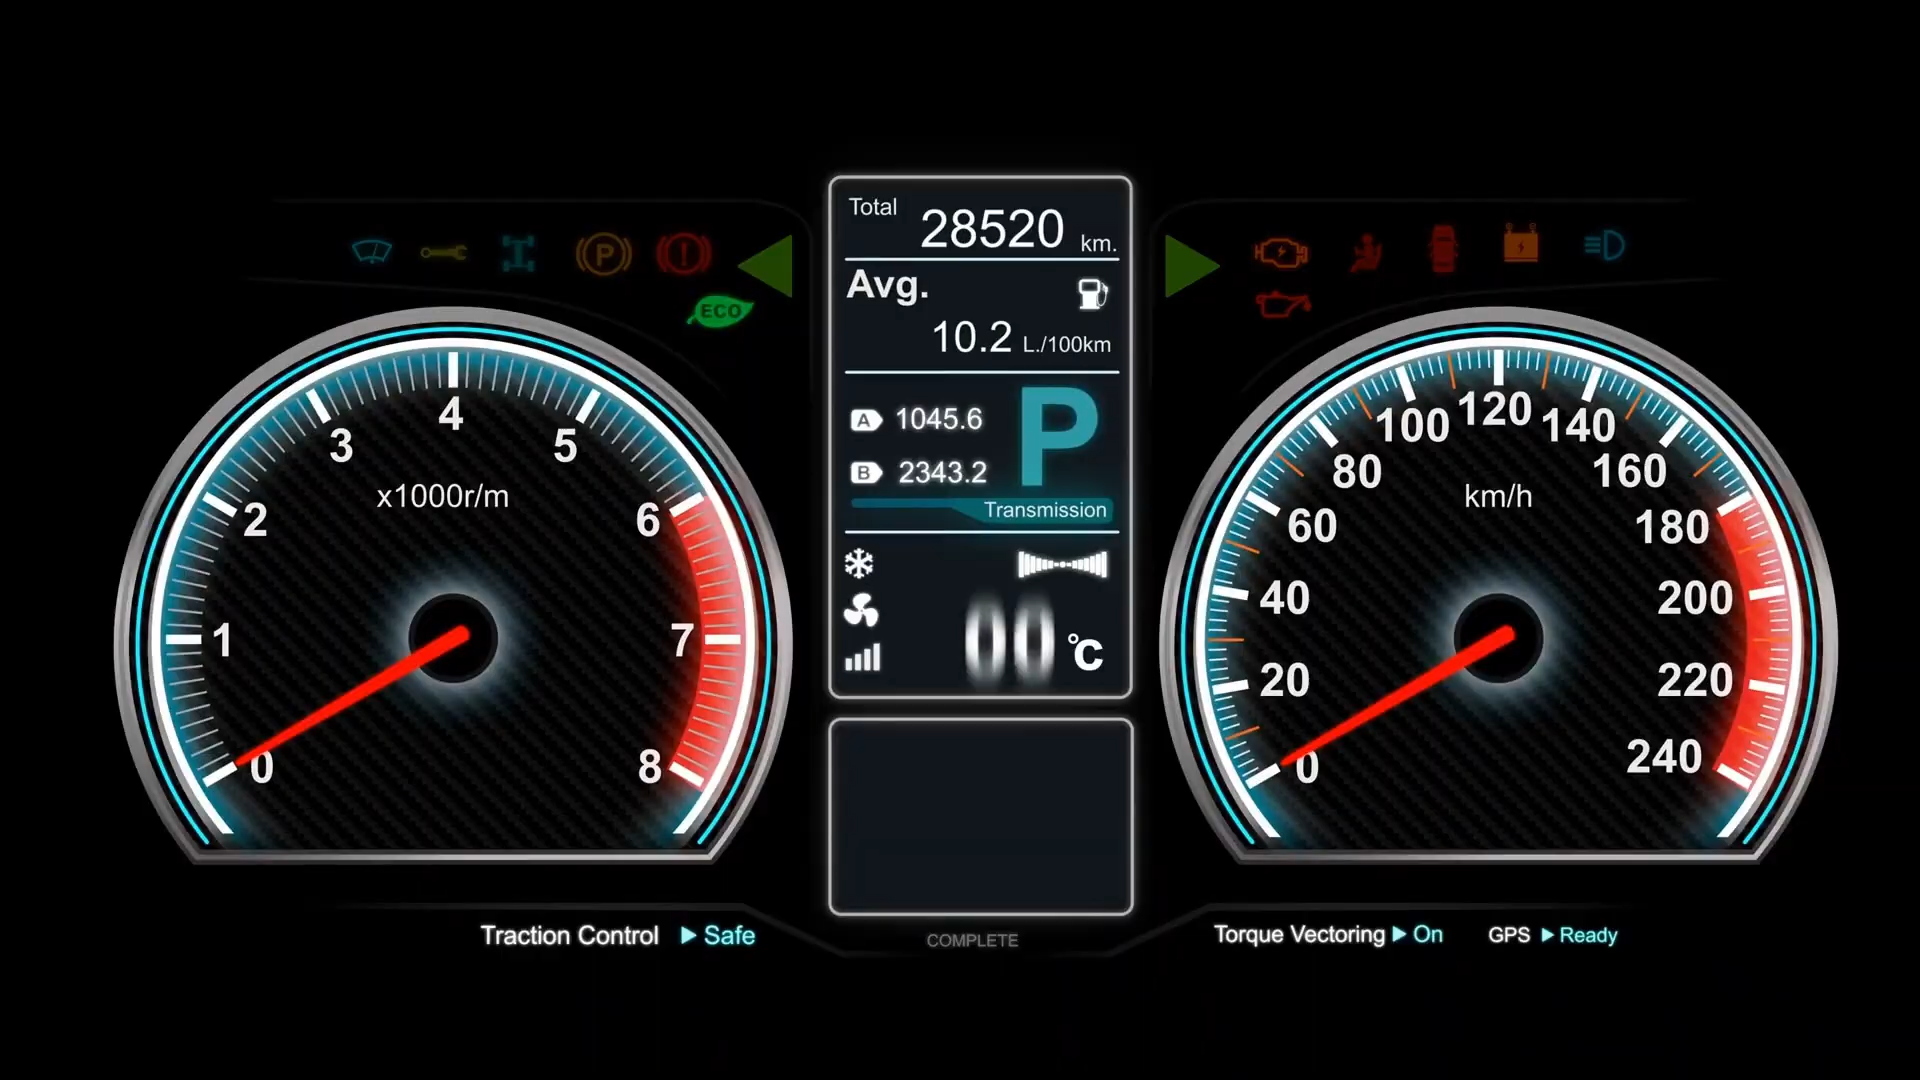 Total 28520 km.
Avg.
10.2 L./100km
A 1045.6
P
B 2343.2
Transmission
00 °C
P
!
ECO
4
3
5
x1000r/m
2
6
1
7
0
8
120
100
140
80
160
km/h
60
180
40
200
20
220
0
240
Traction Control Safe
COMPLETE
Torque Vectoring On
GPS Ready